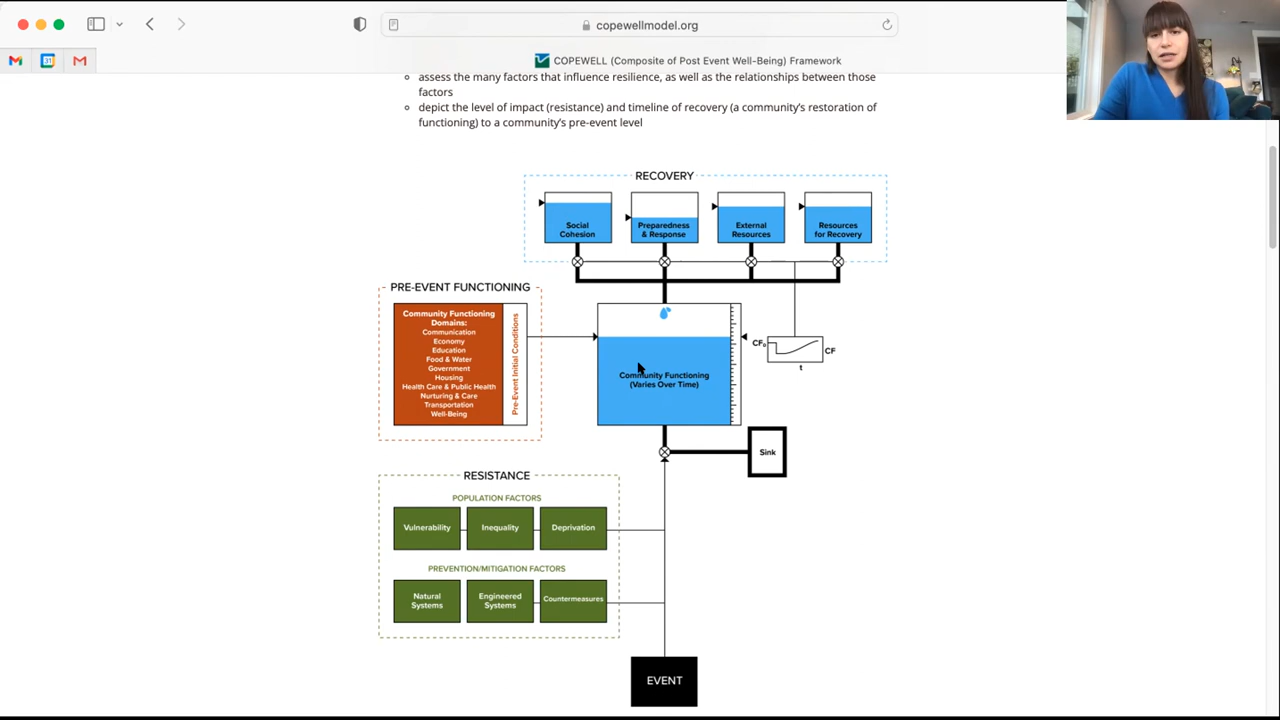 copewellmodel.org
31
COPEWELL (Composite of Post Event Well-Being) Framework
assess the many factors that influence resilience, as well as the relationships between those
factors
depict the level of impact (resistance) and timeline of recovery (a community's restoration of
functioning) to a community's pre-event level
RECOVERY
Social
Cohesion
Preparedness
& Response
External
Resources
Resources
for Recovery
PRE-EVENT FUNCTIONING
Community Functioning
Domains:
Communication
Economy
Education
Food & Water
Government
Housing
Health Care & Public Health
Nurturing & Care
Transportation
Well-Being
Pre-Event Initial Conditions
Community Functioning
(Varies Over Time)
CF₀
CF
t
Sink
RESISTANCE
POPULATION FACTORS
Vulnerability
Inequality
Deprivation
PREVENTION/MITIGATION FACTORS
Natural
Systems
Engineered
Systems
Countermeasures
EVENT